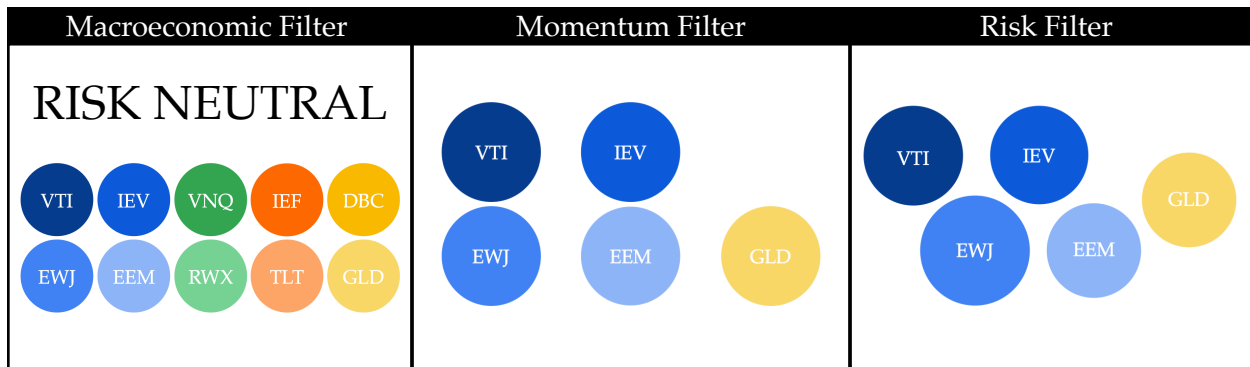 Macroeconomic Filter
RISK NEUTRAL
VTI IEV VNQ IEF DBC
EWJ EEM RWX TLT GLD
Momentum Filter
VTI IEV
EWJ EEM GLD
Risk Filter
VTI IEV
GLD
EWJ EEM